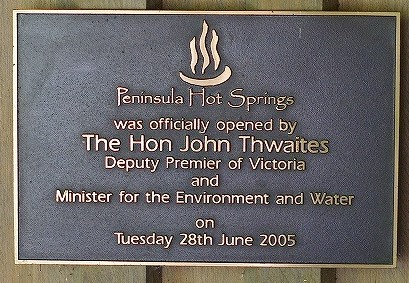 Peninsula Hot Springs
was officially opened by
The Hon John Thwaites
Deputy Premier of Victoria
and
Minister for the Environment and Water
on
Tuesday 28th June 2005